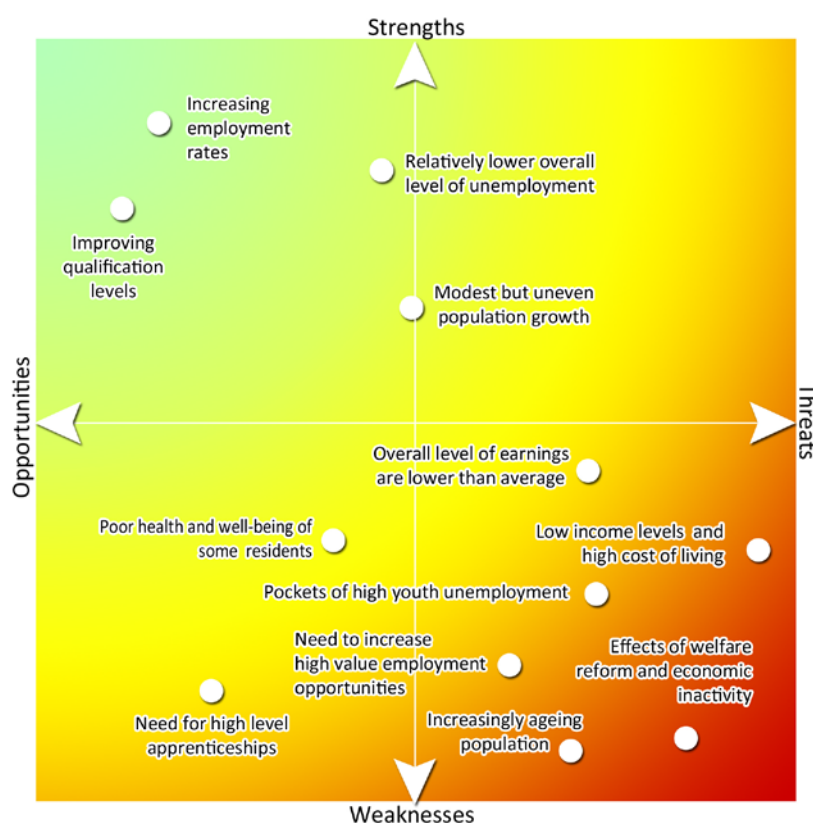 Strengths
Increasing
employment
rates
Relatively lower overall
level of unemployment
Improving
qualification
levels
Modest but uneven
population growth
Opportunities
Threats
Overall level of earnings
are lower than average
Poor health and well-being of
some residents
Low income levels and
high cost of living
Pockets of high youth unemployment
Need to increase
high value employment
opportunities
Effects of welfare
reform and economic
inactivity
Need for high level
apprenticeships
Increasingly ageing
population
Weaknesses